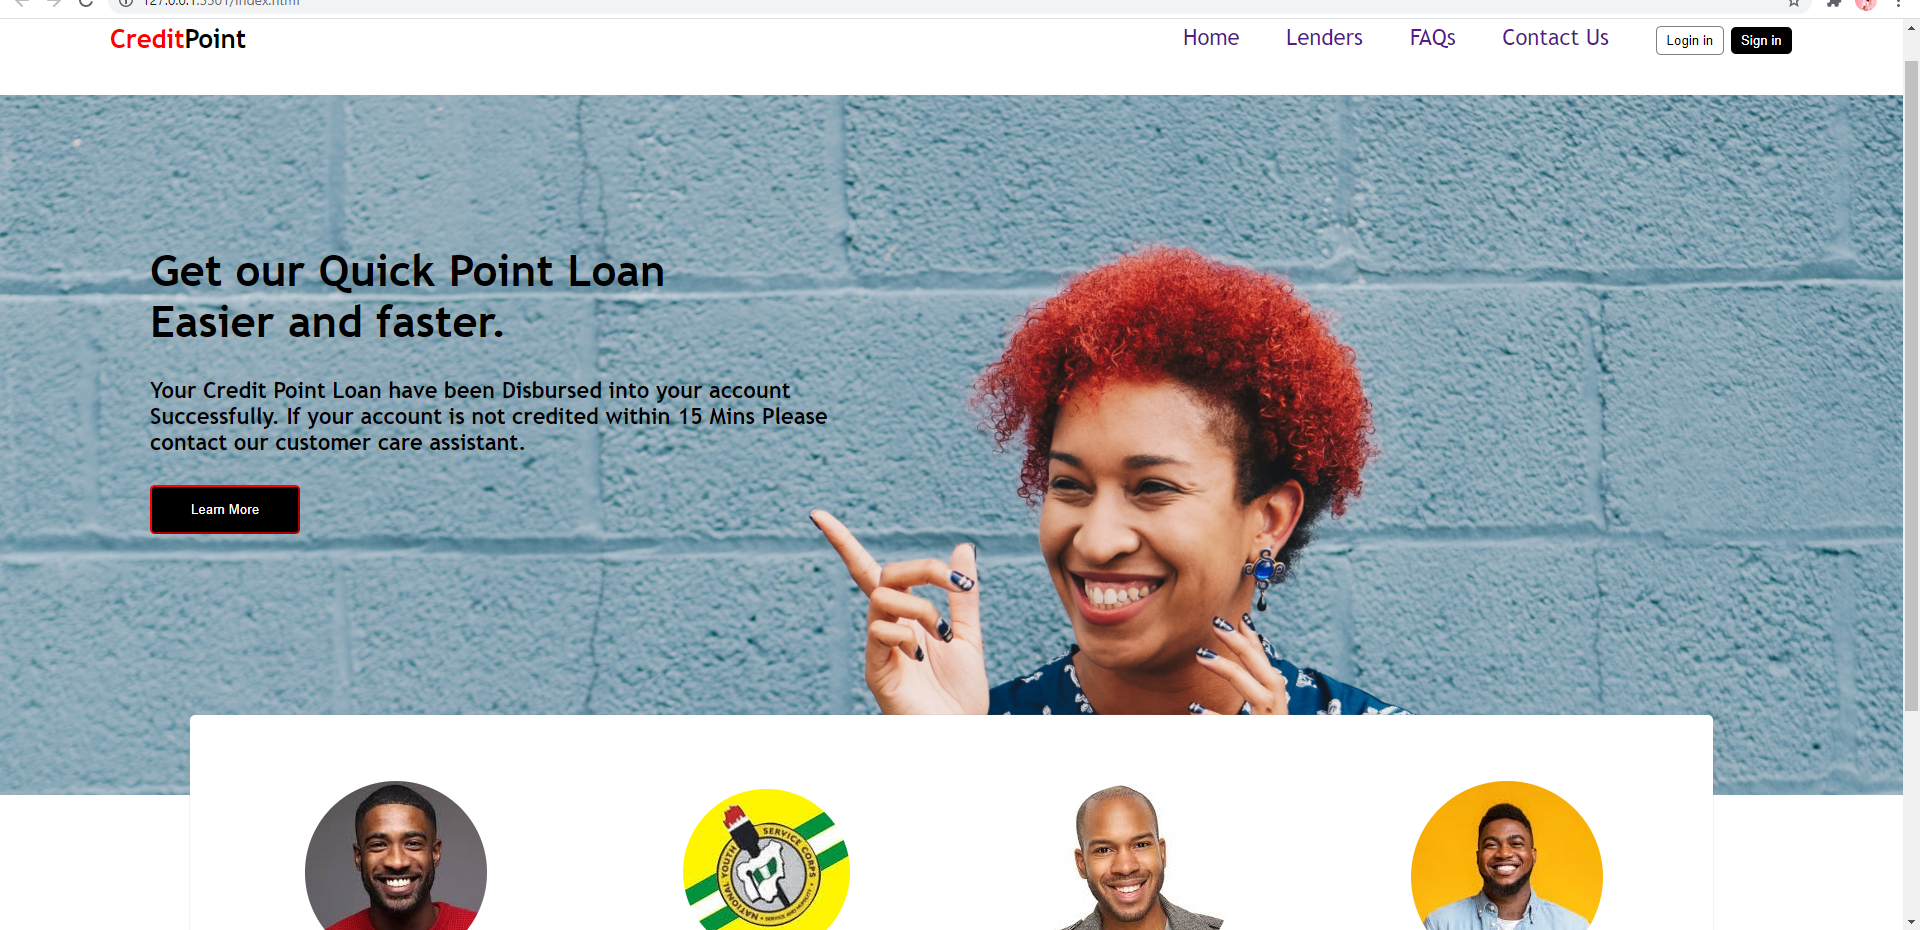 127.0.0.1:5501/index.html
CreditPoint
Home Lenders FAQs Contact Us Login in Sign in
Get our Quick Point Loan
Easier and faster.
Your Credit Point Loan have been Disbursed into your account
Successfully. If your account is not credited within 15 Mins Please
contact our customer care assistant.
Learn More
NATIONAL YOUTH SERVICE CORPS
SERVICE AND HUMILITY